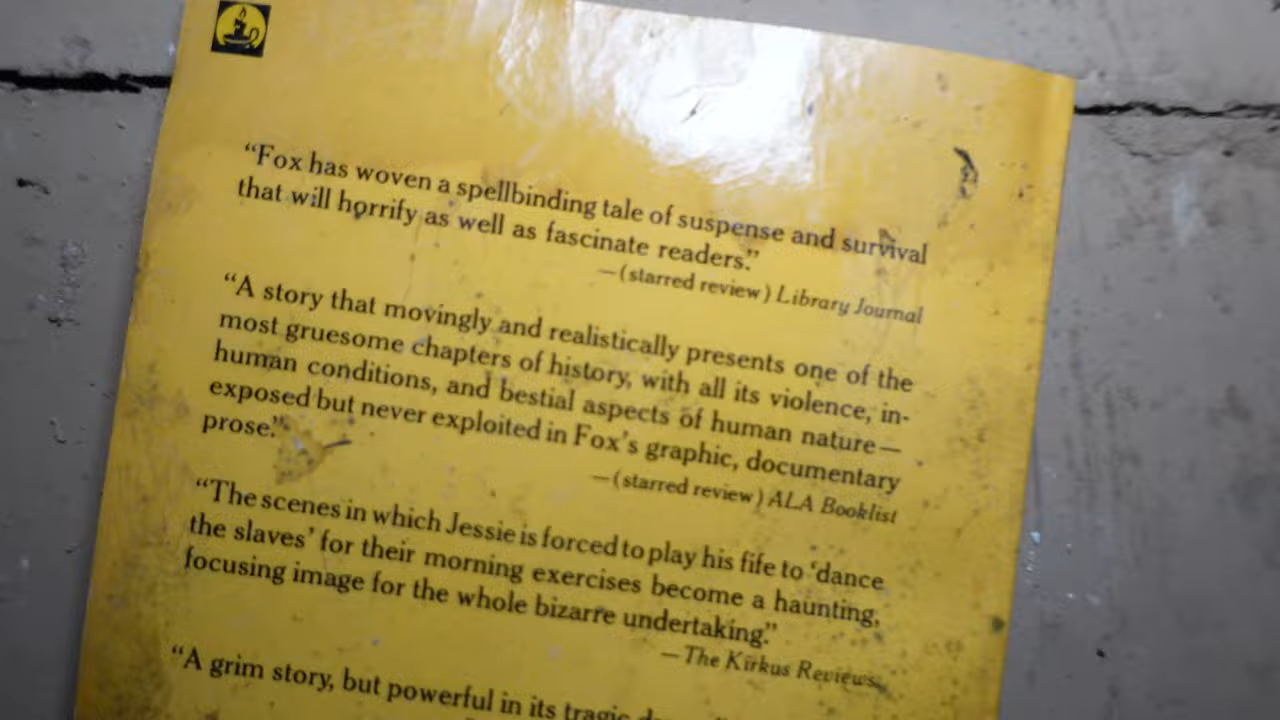 “Fox has woven a spellbinding tale of suspense and survival
that will horrify as well as fascinate readers.”
—(starred review) Library Journal
“A story that movingly and realistically presents one of the
most gruesome chapters of history, with all its violence, in-
human conditions, and bestial aspects of human nature—
exposed but never exploited in Fox’s graphic, documentary
prose.”
—(starred review) ALA Booklist
“The scenes in which Jessie is forced to play his fife to ‘dance
the slaves’ for their morning exercises become a haunting,
focusing image for the whole bizarre undertaking.”
—The Kirkus Reviews
“A grim story, but powerful in its tragic